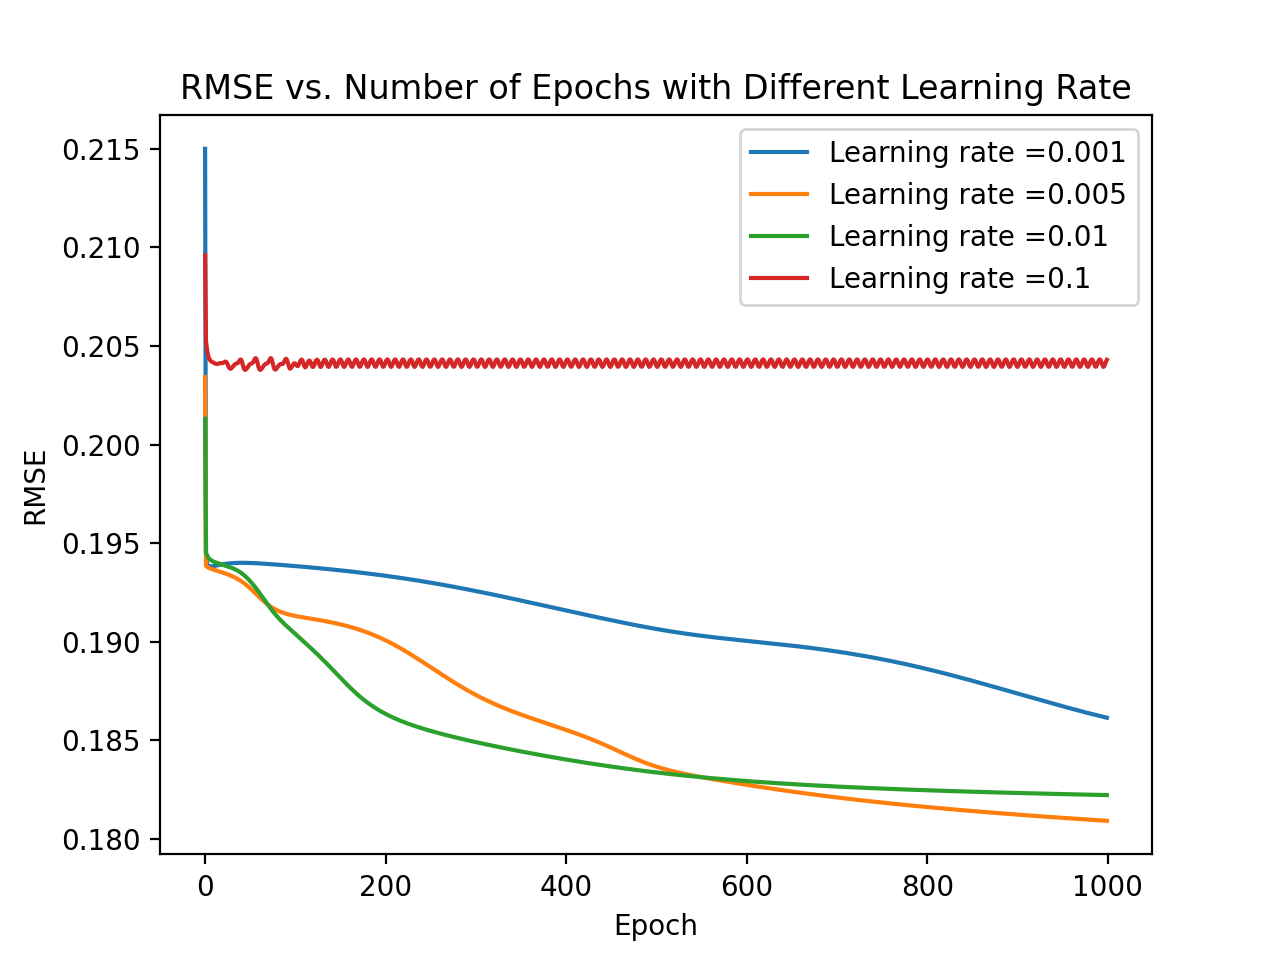 RMSE vs. Number of Epochs with Different Learning Rate
Learning rate =0.001
Learning rate =0.005
Learning rate =0.01
Learning rate =0.1
0.215
0.210
0.205
0.200
0.195
0.190
0.185
0.180
RMSE
0 200 400 600 800 1000
Epoch